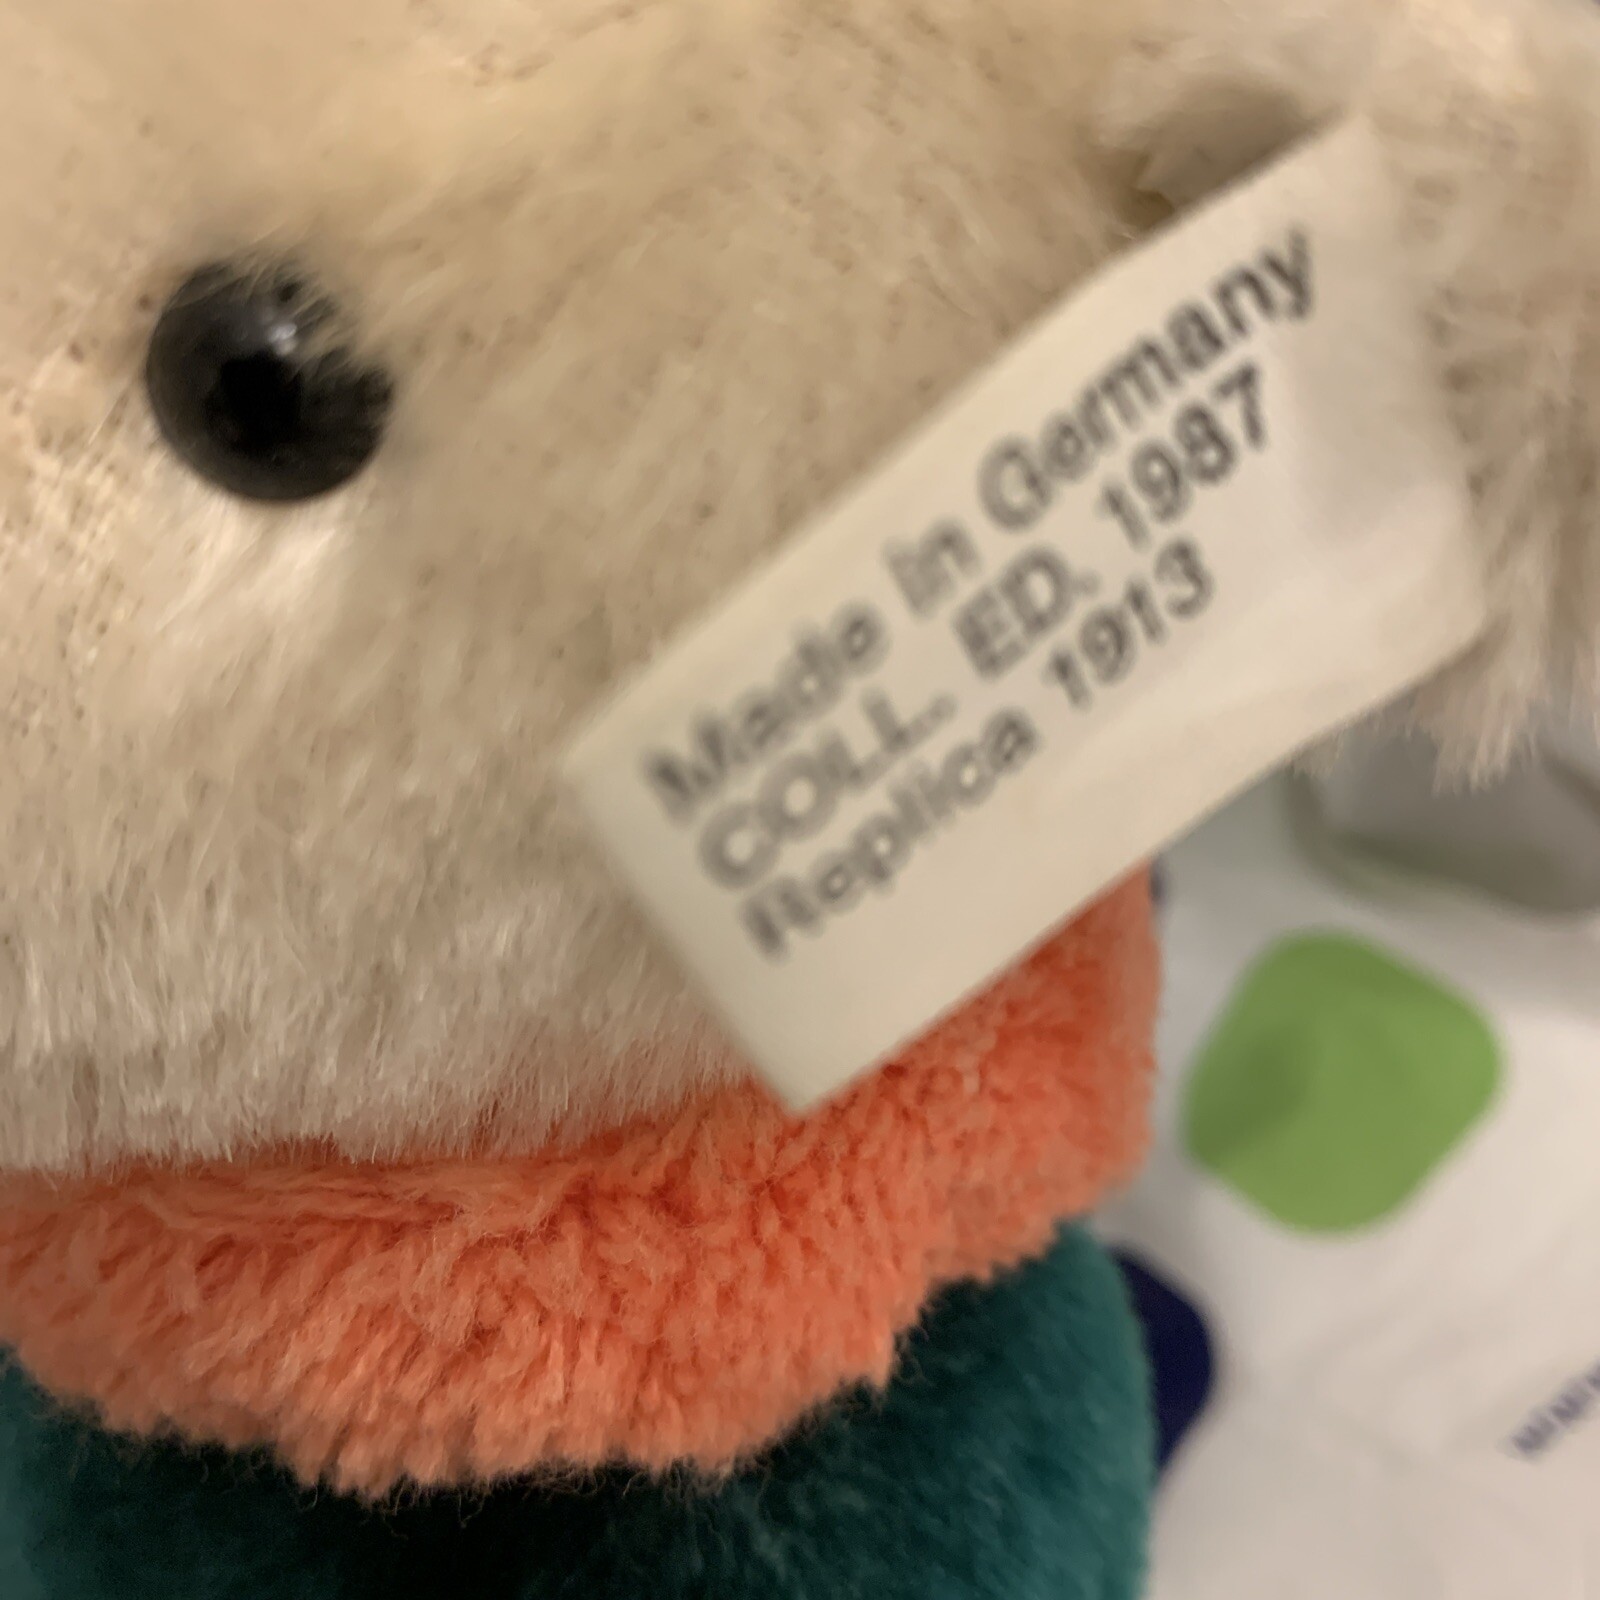 Made in Germany
COLL. ED. 1987
Replica 1913